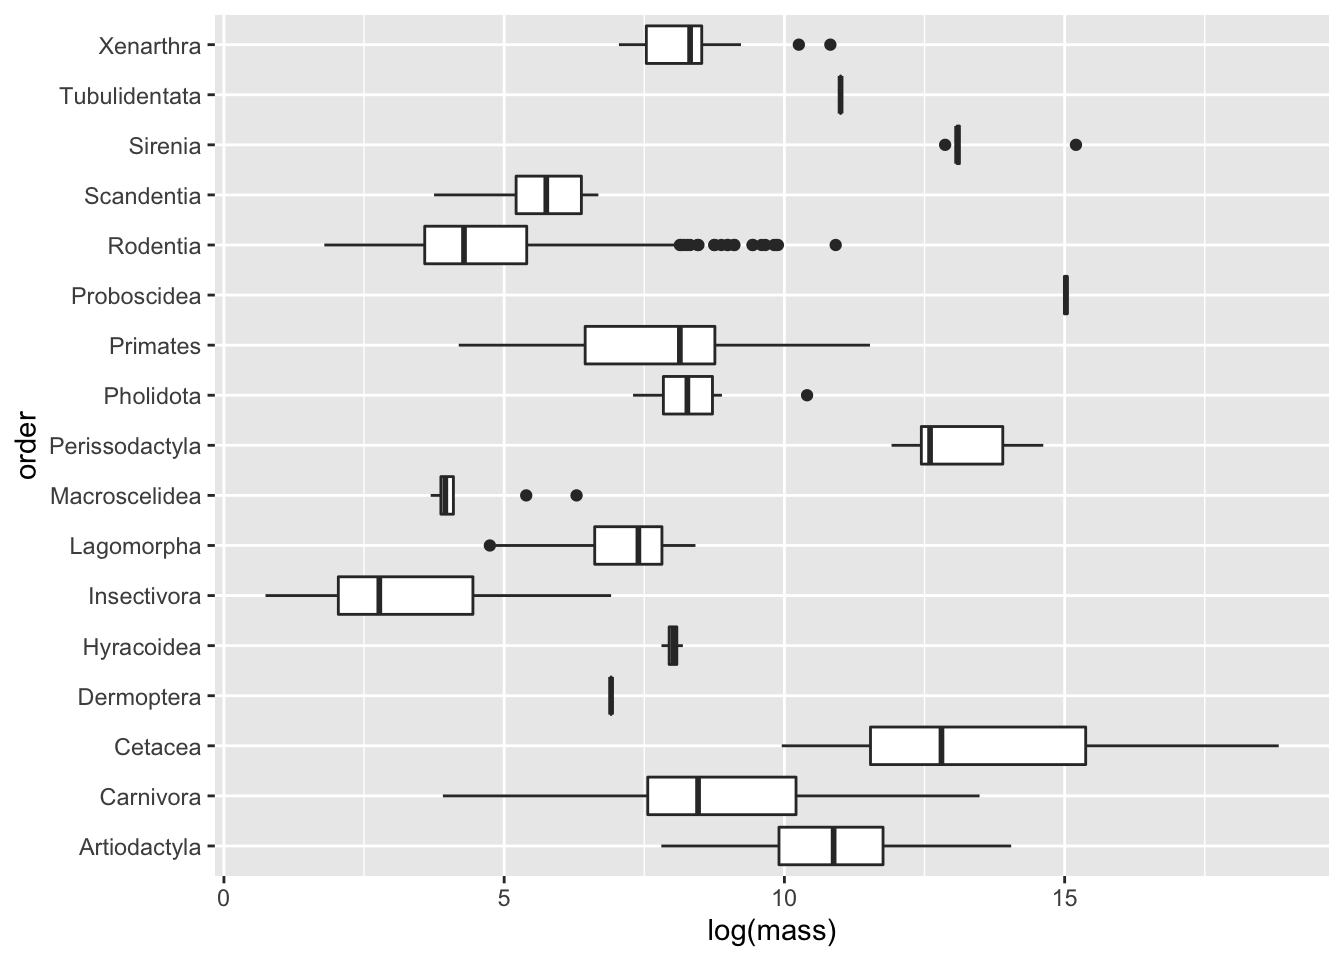 Xenarthra
Tubulidentata
Sirenia
Scandentia
Rodentia
Proboscidea
Primates
Pholidota
Perissodactyla
Macroscelidea
Lagomorpha
Insectivora
Hyracoidea
Dermoptera
Cetacea
Carnivora
Artiodactyla
order
0 5 10 15
log(mass)